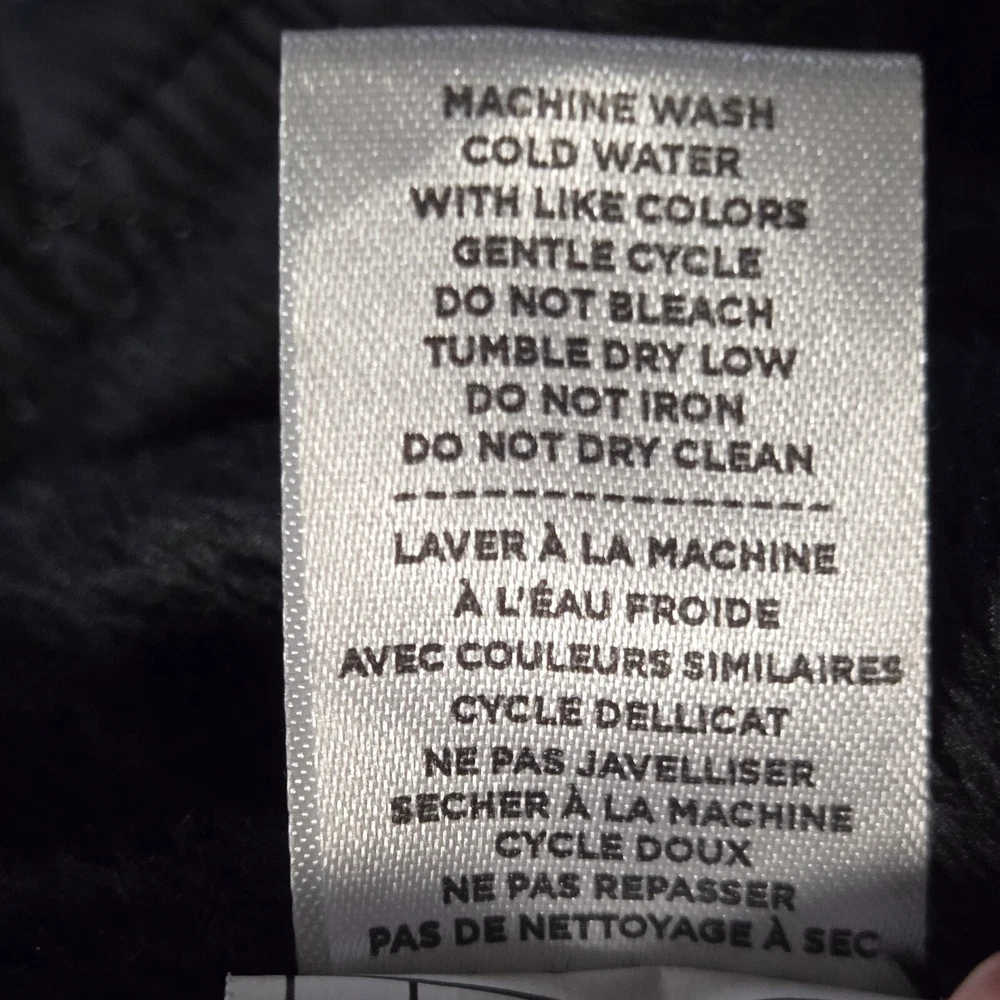 MACHINE WASH
COLD WATER
WITH LIKE COLORS
GENTLE CYCLE
DO NOT BLEACH
TUMBLE DRY LOW
DO NOT IRON
DO NOT DRY CLEAN
---------------
LAVER À LA MACHINE
À L'ÉAU FROIDE
AVEC COULEURS SIMILAIRES
CYCLE DELLICAT
NE PAS JAVELLISER
SECHER À LA MACHINE
CYCLE DOUX
NE PAS REPASSER
PAS DE NETTOYAGE À SEC